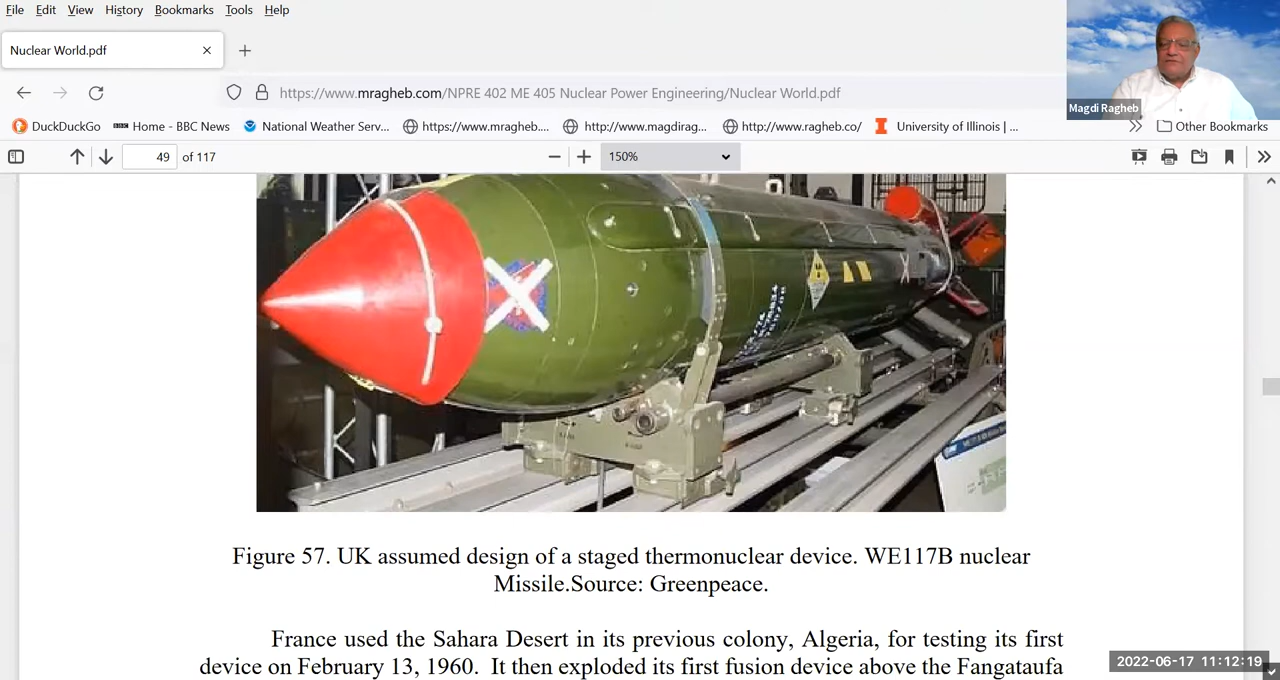 File Edit View History Bookmarks Tools Help
Nuclear World.pdf
https://www.mragheb.com/NPRE 402 ME 405 Nuclear Power Engineering/Nuclear World.pdf
Magdi Ragheb
DuckDuckGo BBC Home - BBC News National Weather Serv... https://www.mragheb.... http://www.magdirag... http://www.ragheb.co/ University of Illinois | ... Other Bookmarks
49 of 117 150%
Figure 57. UK assumed design of a staged thermonuclear device. WE117B nuclear
Missile.Source: Greenpeace.
France used the Sahara Desert in its previous colony, Algeria, for testing its first
device on February 13, 1960. It then exploded its first fusion device above the Fangataufa
2022-06-17 11:12:19